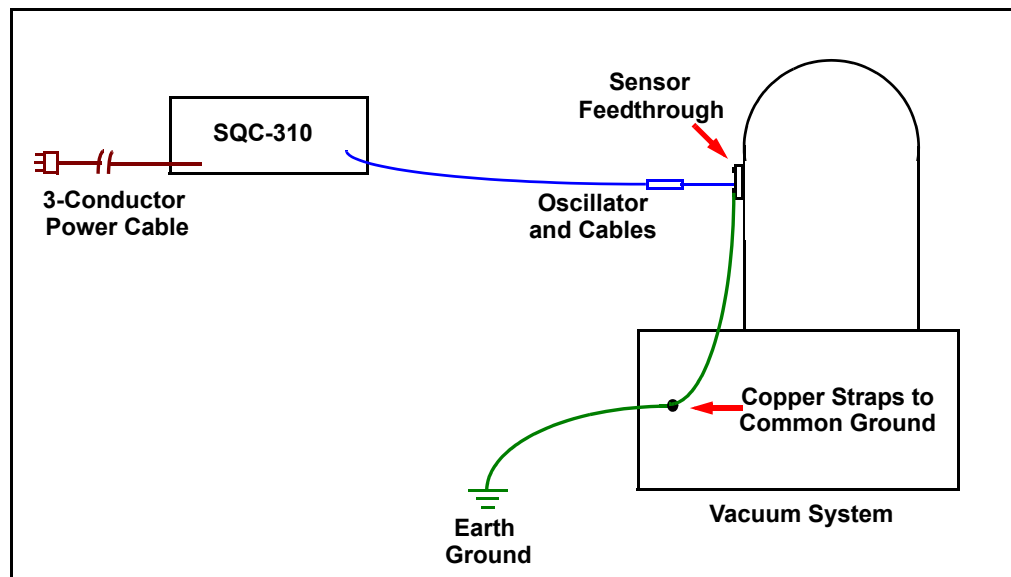 Sensor
Feedthrough
SQC-310
3-Conductor
Power Cable
Oscillator
and Cables
Copper Straps to
Common Ground
Vacuum System
Earth
Ground